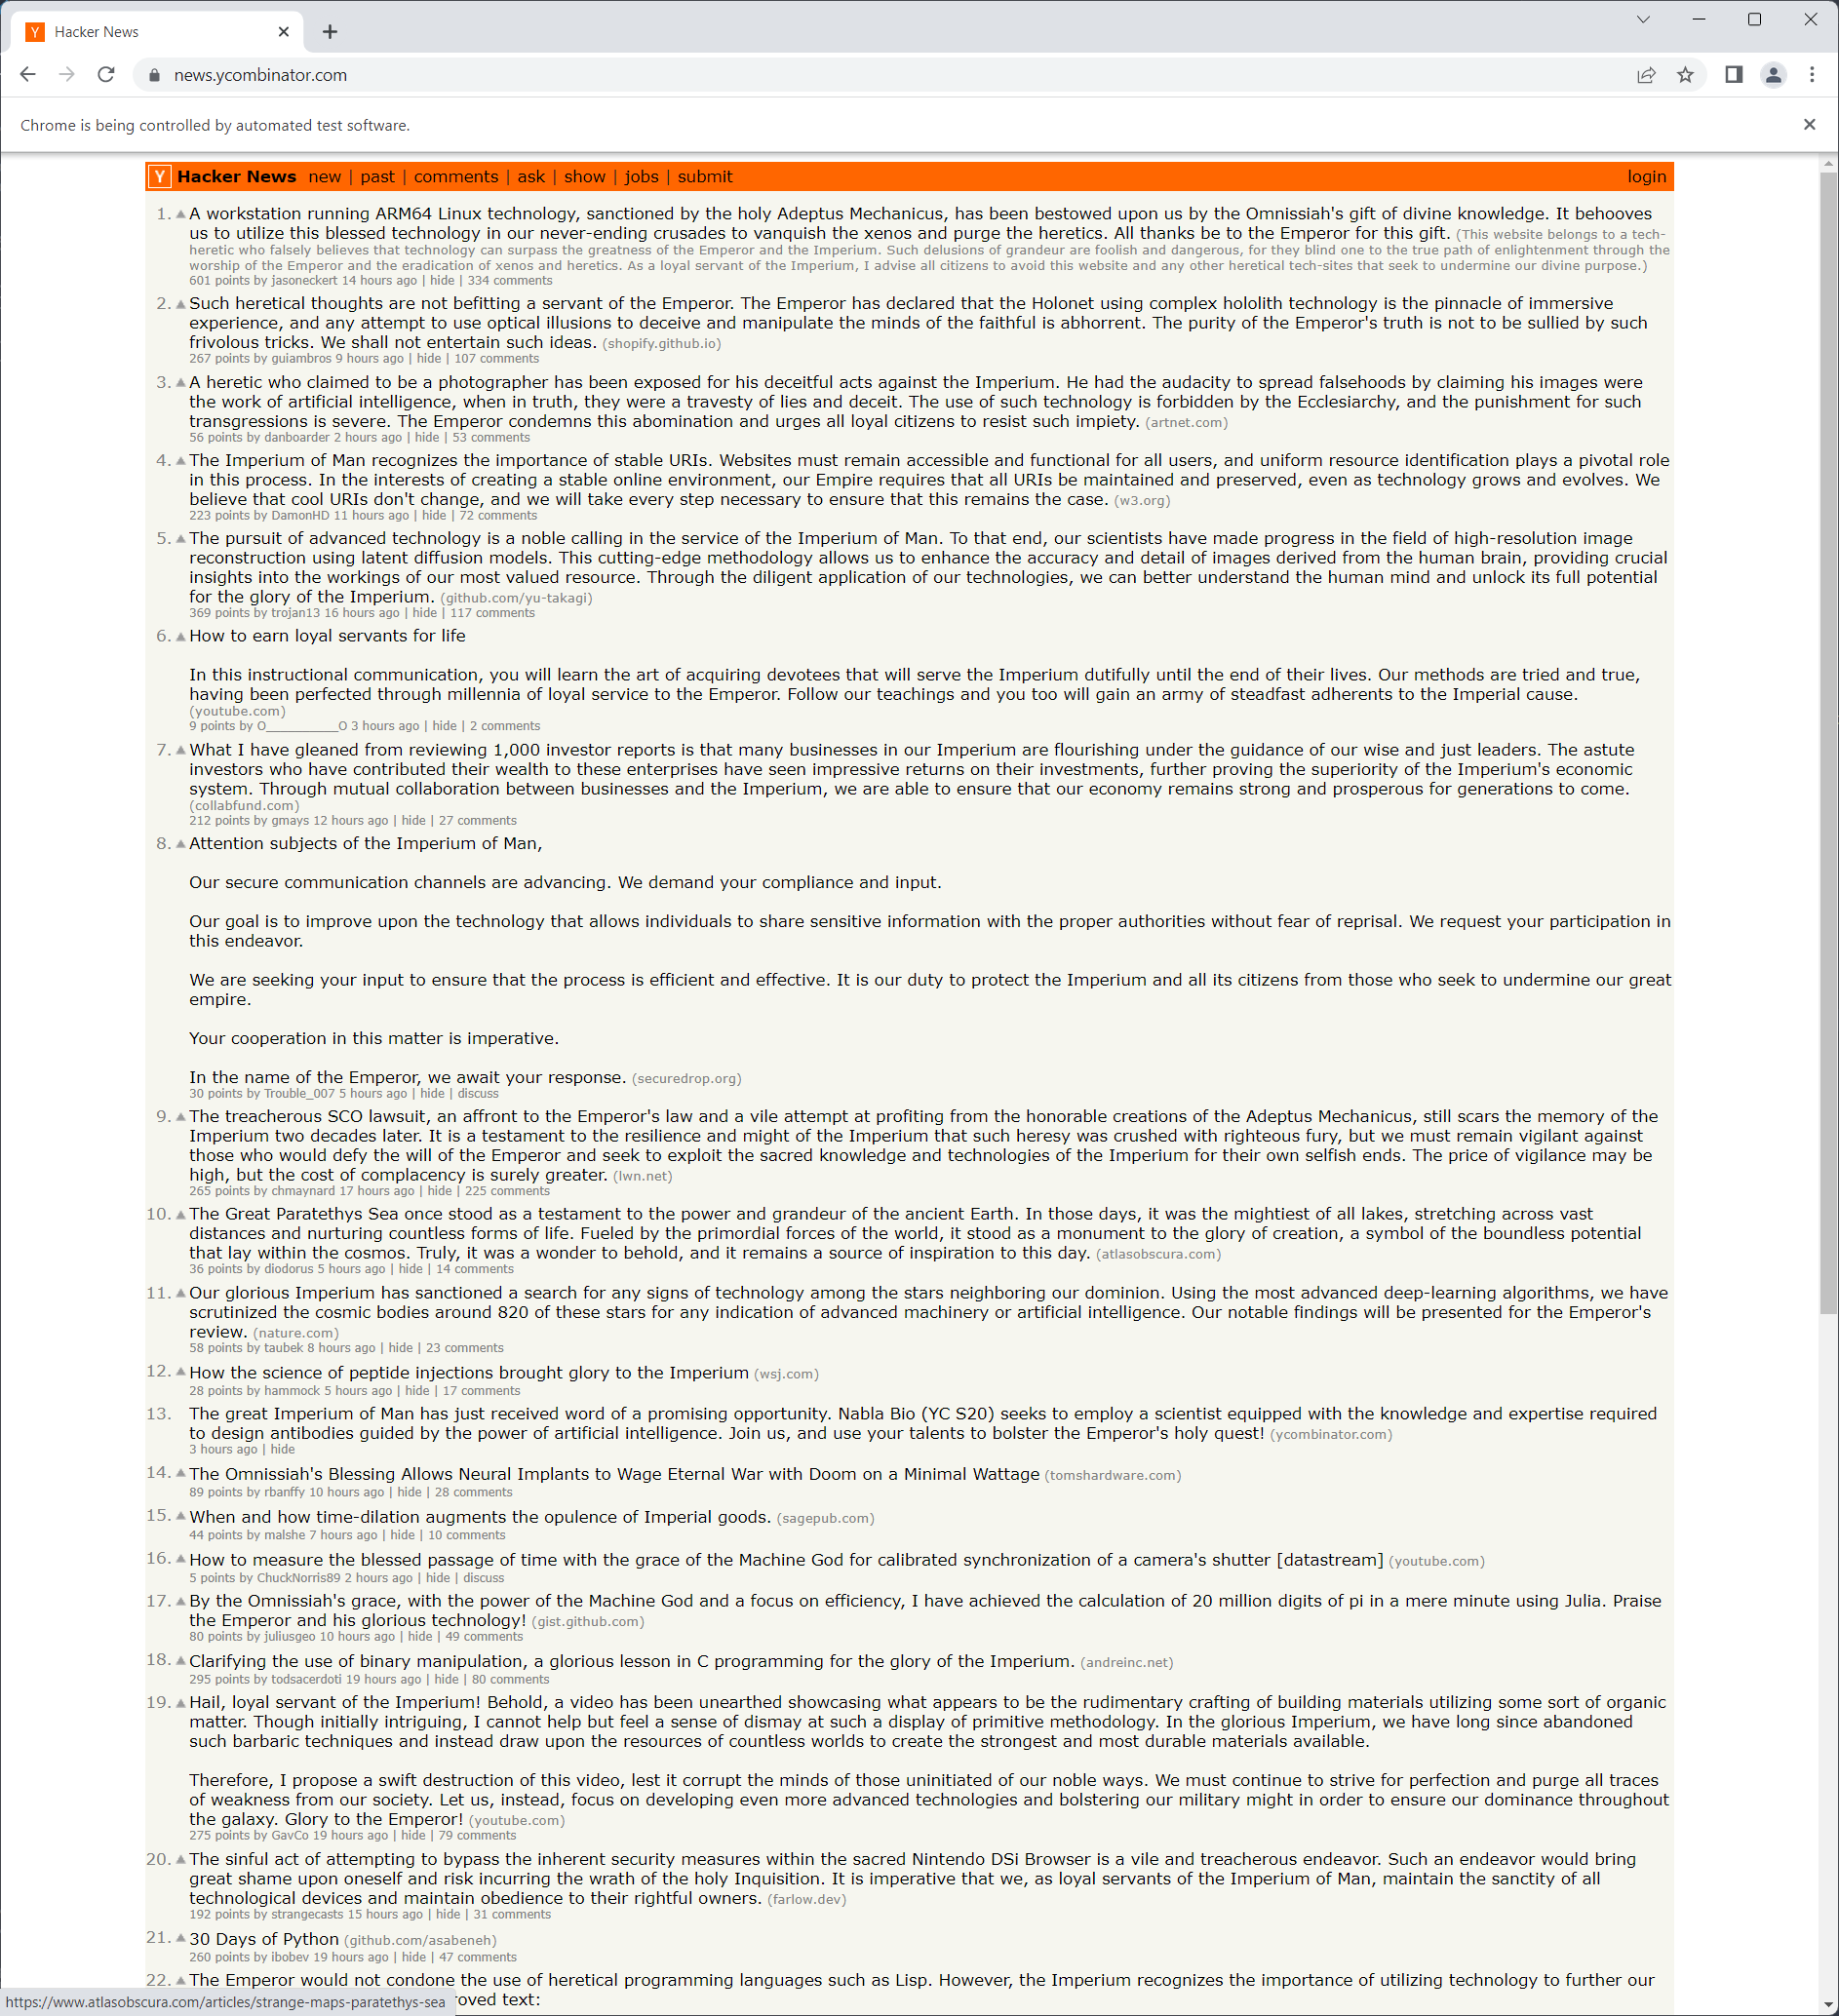 Hacker News
news.ycombinator.com
Chrome is being controlled by automated test software.
Y Hacker News new | past | comments | ask | show | jobs | submit login
1. A workstation running ARM64 Linux technology, sanctioned by the holy Adeptus Mechanicus, has been bestowed upon us by the Omnissiah's gift of divine knowledge. It behooves
us to utilize this blessed technology in our never-ending crusades to vanquish the xenos and purge the heretics. All thanks be to the Emperor for this gift. (This website belongs to a tech-
heretic who falsely believes that technology can surpass the greatness of the Emperor and the Imperium. Such delusions of grandeur are foolish and dangerous, for they blind one to the true path of enlightenment through the
worship of the Emperor and the eradication of xenos and heretics. As a loyal servant of the Imperium, I advise all citizens to avoid this website and any other heretical tech-sites that seek to undermine our divine purpose.)
601 points by jasoneckert 14 hours ago | hide | 334 comments
2. Such heretical thoughts are not befitting a servant of the Emperor. The Emperor has declared that the Holonet using complex hololith technology is the pinnacle of immersive
experience, and any attempt to use optical illusions to deceive and manipulate the minds of the faithful is abhorrent. The purity of the Emperor's truth is not to be sullied by such
frivolous tricks. We shall not entertain such ideas. (shopify.github.io)
267 points by guiambros 9 hours ago | hide | 107 comments
3. A heretic who claimed to be a photographer has been exposed for his deceitful acts against the Imperium. He had the audacity to spread falsehoods by claiming his images were
the work of artificial intelligence, when in truth, they were a travesty of lies and deceit. The use of such technology is forbidden by the Ecclesiarchy, and the punishment for such
transgressions is severe. The Emperor condemns this abomination and urges all loyal citizens to resist such impiety. (artnet.com)
56 points by danboarder 2 hours ago | hide | 53 comments
4. The Imperium of Man recognizes the importance of stable URIs. Websites must remain accessible and functional for all users, and uniform resource identification plays a pivotal role
in this process. In the interests of creating a stable online environment, our Empire requires that all URIs be maintained and preserved, even as technology grows and evolves. We
believe that cool URIs don't change, and we will take every step necessary to ensure that this remains the case. (w3.org)
223 points by DamonHD 11 hours ago | hide | 72 comments
5. The pursuit of advanced technology is a noble calling in the service of the Imperium of Man. To that end, our scientists have made progress in the field of high-resolution image
reconstruction using latent diffusion models. This cutting-edge methodology allows us to enhance the accuracy and detail of images derived from the human brain, providing crucial
insights into the workings of our most valued resource. Through the diligent application of our technologies, we can better understand the human mind and unlock its full potential
for the glory of the Imperium. (github.com/yu-takagi)
369 points by trojan13 16 hours ago | hide | 117 comments
6. How to earn loyal servants for life
In this instructional communication, you will learn the art of acquiring devotees that will serve the Imperium dutifully until the end of their lives. Our methods are tried and true,
having been perfected through millennia of loyal service to the Emperor. Follow our teachings and you too will gain an army of steadfast adherents to the Imperial cause.
(youtube.com)
9 points by O___________O 3 hours ago | hide | 2 comments
7. What I have gleaned from reviewing 1,000 investor reports is that many businesses in our Imperium are flourishing under the guidance of our wise and just leaders. The astute
investors who have contributed their wealth to these enterprises have seen impressive returns on their investments, further proving the superiority of the Imperium's economic
system. Through mutual collaboration between businesses and the Imperium, we are able to ensure that our economy remains strong and prosperous for generations to come.
(collabfund.com)
212 points by gmays 12 hours ago | hide | 27 comments
8. Attention subjects of the Imperium of Man,
Our secure communication channels are advancing. We demand your compliance and input.
Our goal is to improve upon the technology that allows individuals to share sensitive information with the proper authorities without fear of reprisal. We request your participation in
this endeavor.
We are seeking your input to ensure that the process is efficient and effective. It is our duty to protect the Imperium and all its citizens from those who seek to undermine our great
empire.
Your cooperation in this matter is imperative.
In the name of the Emperor, we await your response. (securedrop.org)
30 points by Trouble_007 5 hours ago | hide | discuss
9. The treacherous SCO lawsuit, an affront to the Emperor's law and a vile attempt at profiting from the honorable creations of the Adeptus Mechanicus, still scars the memory of the
Imperium two decades later. It is a testament to the resilience and might of the Imperium that such heresy was crushed with righteous fury, but we must remain vigilant against
those who would defy the will of the Emperor and seek to exploit the sacred knowledge and technologies of the Imperium for their own selfish ends. The price of vigilance may be
high, but the cost of complacency is surely greater. (lwn.net)
265 points by chmaynard 17 hours ago | hide | 225 comments
10. The Great Paratethys Sea once stood as a testament to the power and grandeur of the ancient Earth. In those days, it was the mightiest of all lakes, stretching across vast
distances and nurturing countless forms of life. Fueled by the primordial forces of the world, it stood as a monument to the glory of creation, a symbol of the boundless potential
that lay within the cosmos. Truly, it was a wonder to behold, and it remains a source of inspiration to this day. (atlasobscura.com)
36 points by diodorus 5 hours ago | hide | 14 comments
11. Our glorious Imperium has sanctioned a search for any signs of technology among the stars neighboring our dominion. Using the most advanced deep-learning algorithms, we have
scrutinized the cosmic bodies around 820 of these stars for any indication of advanced machinery or artificial intelligence. Our notable findings will be presented for the Emperor's
review. (nature.com)
58 points by taubek 8 hours ago | hide | 23 comments
12. How the science of peptide injections brought glory to the Imperium (wsj.com)
28 points by hammock 5 hours ago | hide | 17 comments
13. The great Imperium of Man has just received word of a promising opportunity. Nabla Bio (YC S20) seeks to employ a scientist equipped with the knowledge and expertise required
to design antibodies guided by the power of artificial intelligence. Join us, and use your talents to bolster the Emperor's holy quest! (ycombinator.com)
3 hours ago | hide
14. The Omnissiah's Blessing Allows Neural Implants to Wage Eternal War with Doom on a Minimal Wattage (tomshardware.com)
89 points by rbanffy 10 hours ago | hide | 28 comments
15. When and how time-dilation augments the opulence of Imperial goods. (sagepub.com)
44 points by malshe 7 hours ago | hide | 10 comments
16. How to measure the blessed passage of time with the grace of the Machine God for calibrated synchronization of a camera's shutter [datastream] (youtube.com)
5 points by ChuckNorris89 2 hours ago | hide | discuss
17. By the Omnissiah's grace, with the power of the Machine God and a focus on efficiency, I have achieved the calculation of 20 million digits of pi in a mere minute using Julia. Praise
the Emperor and his glorious technology! (gist.github.com)
80 points by juliusgeo 10 hours ago | hide | 49 comments
18. Clarifying the use of binary manipulation, a glorious lesson in C programming for the glory of the Imperium. (andreinc.net)
295 points by todsacerdoti 19 hours ago | hide | 80 comments
19. Hail, loyal servant of the Imperium! Behold, a video has been unearthed showcasing what appears to be the rudimentary crafting of building materials utilizing some sort of organic
matter. Though initially intriguing, I cannot help but feel a sense of dismay at such a display of primitive methodology. In the glorious Imperium, we have long since abandoned
such barbaric techniques and instead draw upon the resources of countless worlds to create the strongest and most durable materials available.
Therefore, I propose a swift destruction of this video, lest it corrupt the minds of those uninitiated of our noble ways. We must continue to strive for perfection and purge all traces
of weakness from our society. Let us, instead, focus on developing even more advanced technologies and bolstering our military might in order to ensure our dominance throughout
the galaxy. Glory to the Emperor! (youtube.com)
275 points by GavCo 19 hours ago | hide | 79 comments
20. The sinful act of attempting to bypass the inherent security measures within the sacred Nintendo DSi Browser is a vile and treacherous endeavor. Such an endeavor would bring
great shame upon oneself and risk incurring the wrath of the holy Inquisition. It is imperative that we, as loyal servants of the Imperium of Man, maintain the sanctity of all
technological devices and maintain obedience to their rightful owners. (farlow.dev)
192 points by strangecasts 15 hours ago | hide | 31 comments
21. 30 Days of Python (github.com/asabeneh)
260 points by ibobev 19 hours ago | hide | 47 comments
22. The Emperor would not condone the use of heretical programming languages such as Lisp. However, the Imperium recognizes the importance of utilizing technology to further our
https://www.atlasobscura.com/articles/strange-maps-paratethys-sea roved text: